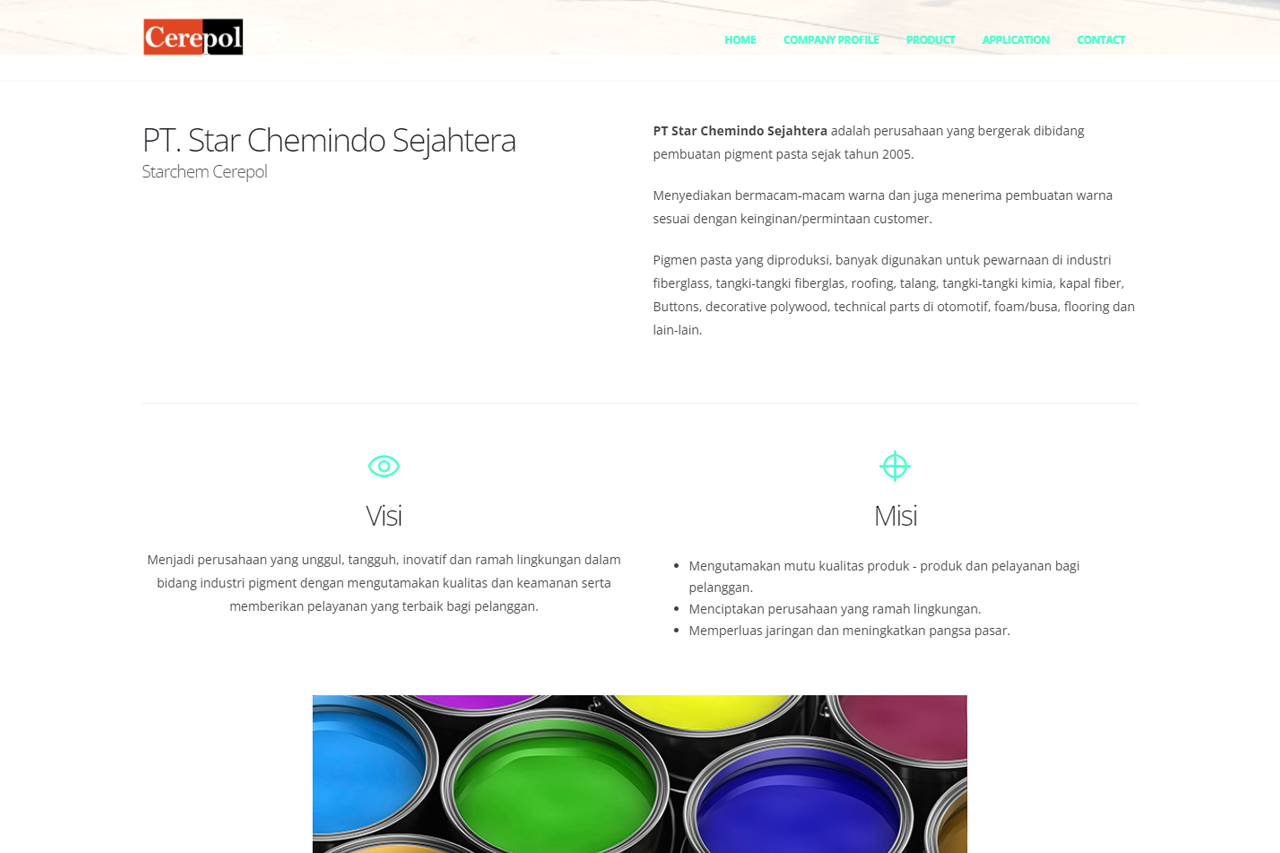 Cerepol
HOME COMPANY PROFILE PRODUCT APPLICATION CONTACT
PT. Star Chemindo Sejahtera
Starchem Cerepol
PT Star Chemindo Sejahtera adalah perusahaan yang bergerak dibidang
pembuatan pigment pasta sejak tahun 2005.
Menyediakan bermacam-macam warna dan juga menerima pembuatan warna
sesuai dengan keinginan/permintaan customer.
Pigmen pasta yang diproduksi, banyak digunakan untuk pewarnaan di industri
fiberglass, tangki-tangki fiberglas, roofing, talang, tangki-tangki kimia, kapal fiber,
Buttons, decorative polywood, technical parts di otomotif, foam/busa, flooring dan
lain-lain.
Visi
Menjadi perusahaan yang unggul, tangguh, inovatif dan ramah lingkungan dalam
bidang industri pigment dengan mengutamakan kualitas dan keamanan serta
memberikan pelayanan yang terbaik bagi pelanggan.
Misi
• Mengutamakan mutu kualitas produk - produk dan pelayanan bagi
pelanggan.
• Menciptakan perusahaan yang ramah lingkungan.
• Memperluas jaringan dan meningkatkan pangsa pasar.